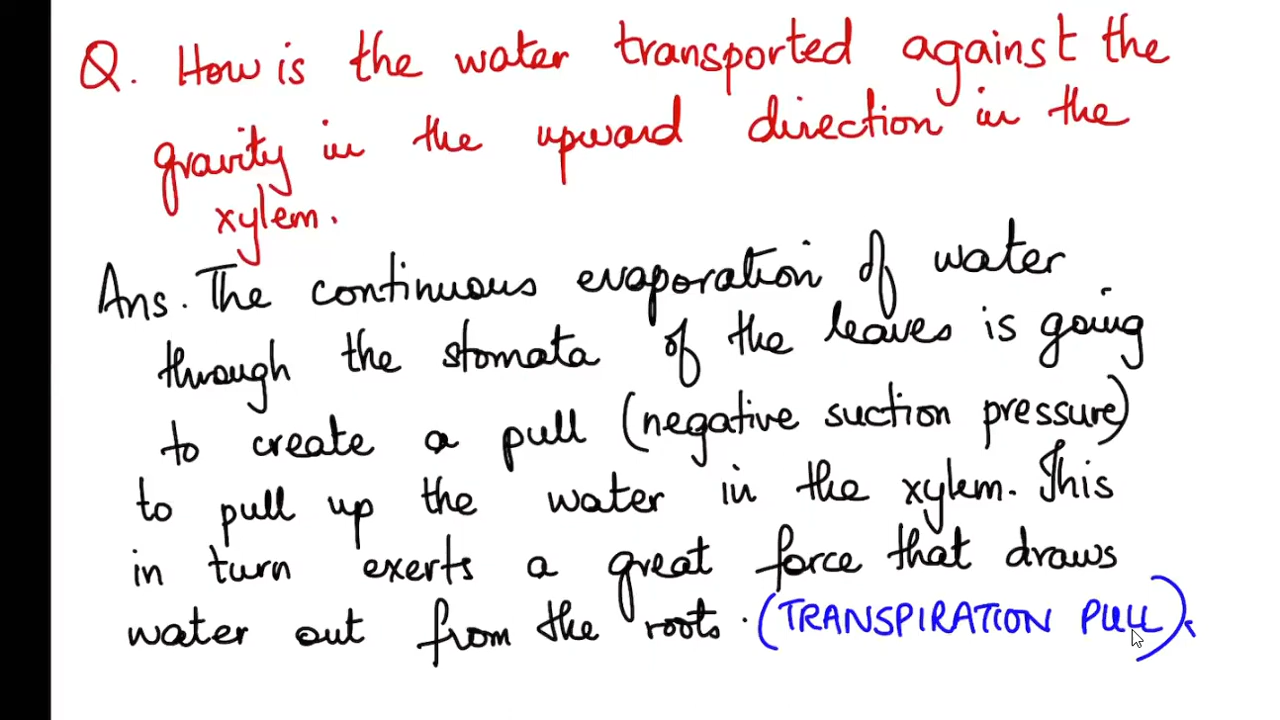 Q. How is the water transported against the
gravity in the upward direction in the
xylem.
Ans. The continuous evaporation of water
through the stomata of the leaves is going
to create a pull (negative suction pressure)
to pull up the water in the xylem. This
in turn exerts a great force that draws
water out from the roots. (TRANSPIRATION PULL)